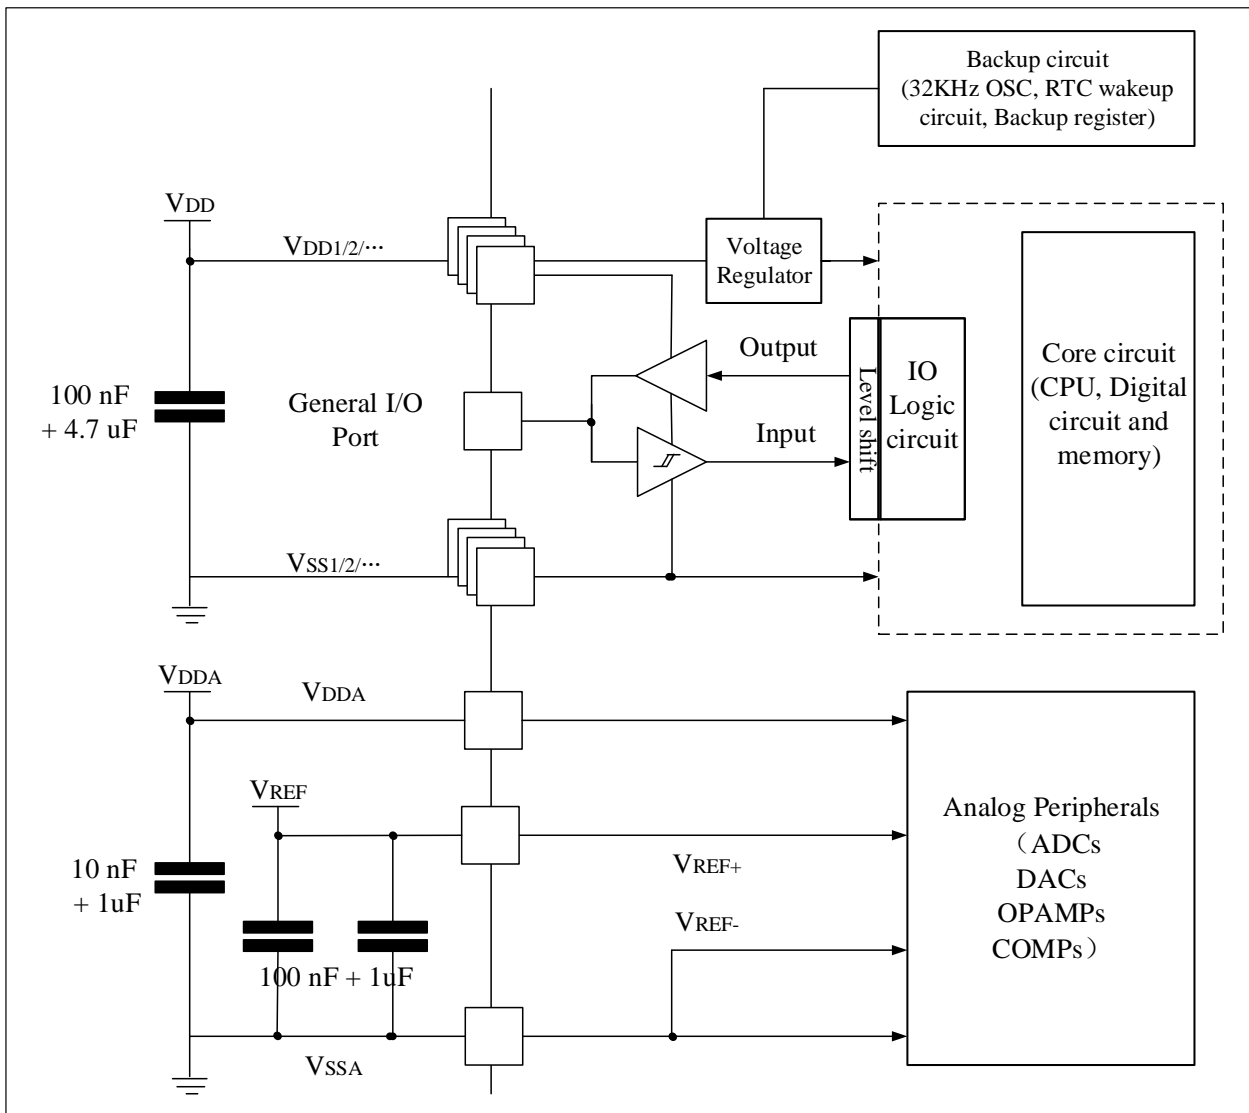 Backup circuit
(32KHz OSC, RTC wakeup
circuit, Backup register)
VDD
VDD1/2/···
Voltage
Regulator
100 nF
+ 4.7 uF
General I/O
Port
Output
Input
Level shift
IO
Logic
circuit
Core circuit
(CPU, Digital
circuit and
memory)
VSS1/2/···
VDDA
VDDA
VREF
10 nF
+ 1uF
VREF+
VREF-
100 nF + 1uF
VSSA
Analog Peripherals
（ADCs
DACs
OPAMPs
COMPs）